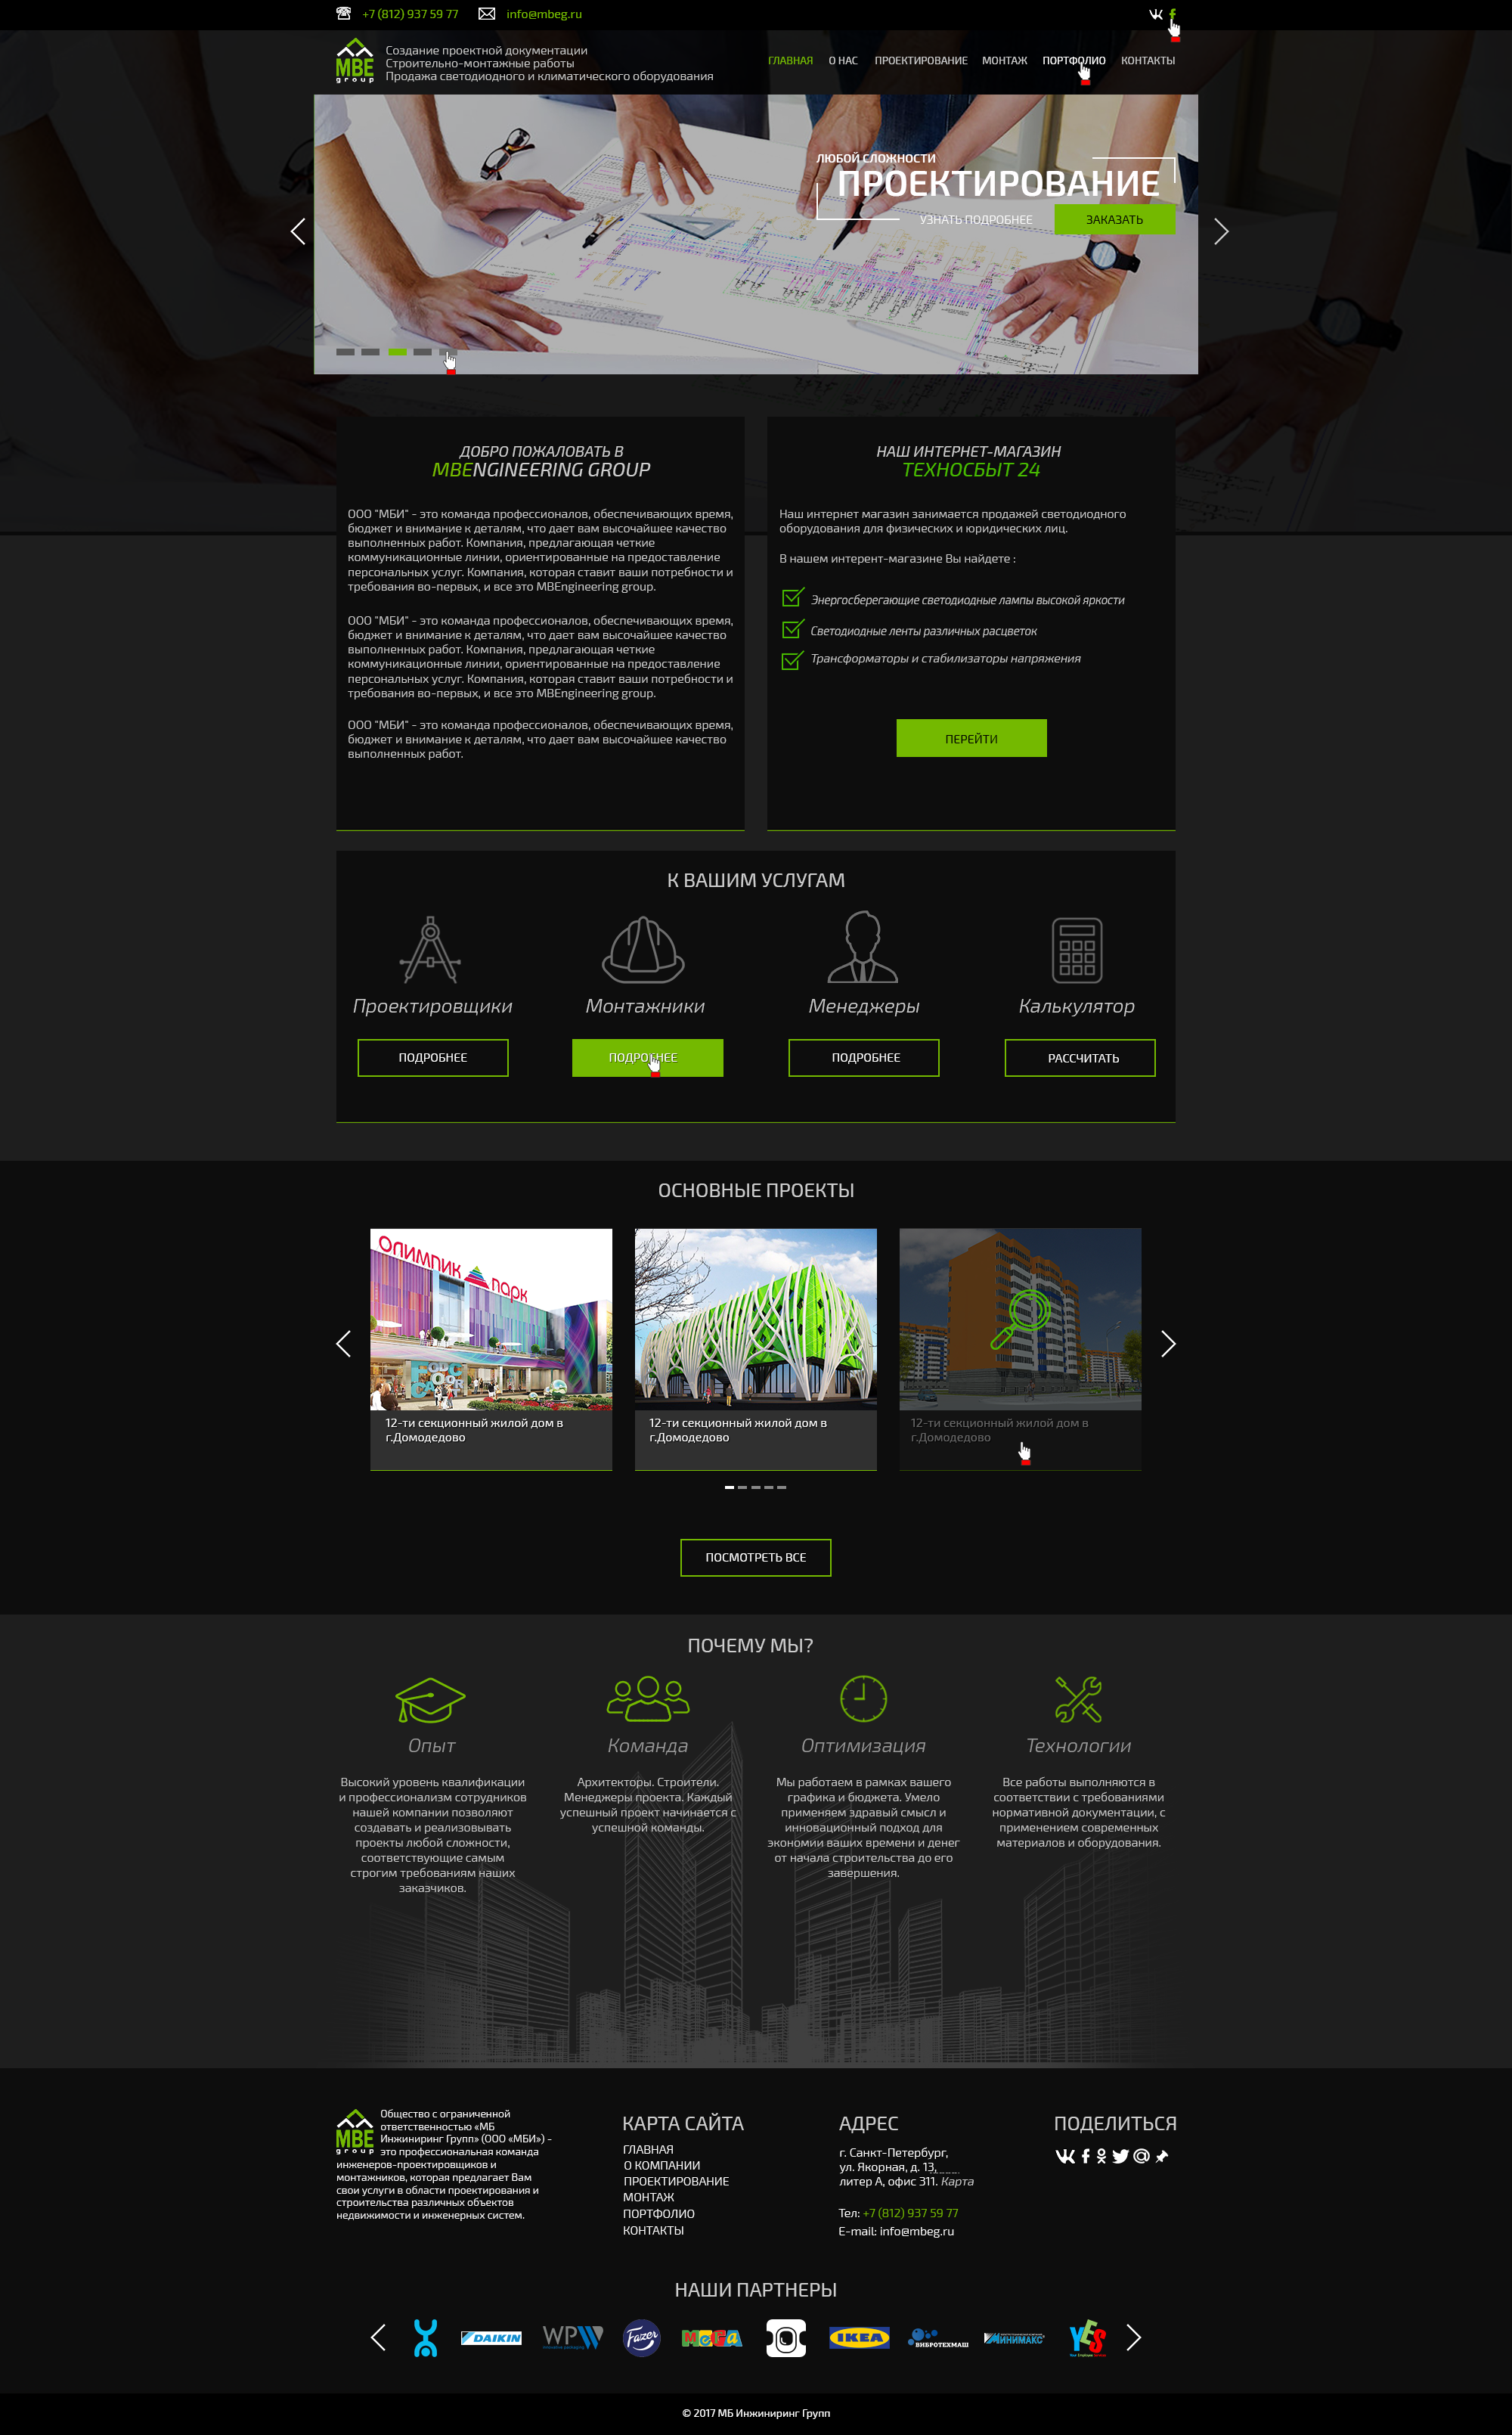 +7 (812) 937 59 77
info@mbeg.ru
MBE
group
Создание проектной документации
Строительно-монтажные работы
Продажа светодиодного и климатического оборудования
ГЛАВНАЯ
О НАС
ПРОЕКТИРОВАНИЕ
МОНТАЖ
ПОРТФОЛИО
КОНТАКТЫ
ЛЮБОЙ СЛОЖНОСТИ
ПРОЕКТИРОВАНИЕ
УЗНАТЬ ПОДРОБНЕЕ
ЗАКАЗАТЬ
ДОБРО ПОЖАЛОВАТЬ В
MBENGINEERING GROUP
ООО "МБИ" - это команда профессионалов, обеспечивающих время,
бюджет и внимание к деталям, что дает вам высочайшее качество
выполненных работ. Компания, предлагающая четкие
коммуникационные линии, ориентированные на предоставление
персональных услуг. Компания, которая ставит ваши потребности и
требования во-первых, и все это MBEngineering group.
ООО "МБИ" - это команда профессионалов, обеспечивающих время,
бюджет и внимание к деталям, что дает вам высочайшее качество
выполненных работ. Компания, предлагающая четкие
коммуникационные линии, ориентированные на предоставление
персональных услуг. Компания, которая ставит ваши потребности и
требования во-первых, и все это MBEngineering group.
ООО "МБИ" - это команда профессионалов, обеспечивающих время,
бюджет и внимание к деталям, что дает вам высочайшее качество
выполненных работ.
НАШ ИНТЕРНЕТ-МАГАЗИН
ТЕХНОСБЫТ 24
Наш интернет магазин занимается продажей светодиодного
оборудования для физических и юридических лиц.
В нашем интерент-магазине Вы найдете :
Энергосберегающие светодиодные лампы высокой яркости
Светодиодные ленты различных расцветок
Трансформаторы и стабилизаторы напряжения
ПЕРЕЙТИ
К ВАШИМ УСЛУГАМ
Проектировщики
Монтажники
Менеджеры
Калькулятор
ПОДРОБНЕЕ
ПОДРОБНЕЕ
ПОДРОБНЕЕ
РАССЧИТАТЬ
ОСНОВНЫЕ ПРОЕКТЫ
ОЛИМПИК ПАРК
12-ти секционный жилой дом в
г.Домодедово
12-ти секционный жилой дом в
г.Домодедово
12-ти секционный жилой дом в
г.Домодедово
ПОСМОТРЕТЬ ВСЕ
ПОЧЕМУ МЫ?
Опыт
Высокий уровень квалификации
и профессионализм сотрудников
нашей компании позволяют
создавать и реализовывать
проекты любой сложности,
соответствующие самым
строгим требованиям наших
заказчиков.
Команда
Архитекторы. Строители.
Менеджеры проекта. Каждый
успешный проект начинается с
успешной команды.
Оптимизация
Мы работаем в рамках вашего
графика и бюджета. Умело
применяем здравый смысл и
инновационный подход для
экономии ваших времени и денег
от начала строительства до его
завершения.
Технологии
Все работы выполняются в
соответствии с требованиями
нормативной документации, с
применением современных
материалов и оборудования.
MBE
group
Общество с ограниченной
ответственностью «МБ
Инжиниринг Групп» (ООО «МБИ») -
это профессиональная команда
инженеров-проектировщиков и
монтажников, которая предлагает Вам
свои услуги в области проектирования и
строительства различных объектов
недвижимости и инженерных систем.
КАРТА САЙТА
ГЛАВНАЯ
О КОМПАНИИ
ПРОЕКТИРОВАНИЕ
МОНТАЖ
ПОРТФОЛИО
КОНТАКТЫ
АДРЕС
г. Санкт-Петербург,
ул. Якорная, д. 13,
литер А, офис 311. Карта
Тел: +7 (812) 937 59 77
E-mail: info@mbeg.ru
ПОДЕЛИТЬСЯ
НАШИ ПАРТНЕРЫ
DAIKIN
WPW
Fazer
МЕГА
IKEA
ВИБРОТЕХМАШ
МИНИМАКС
YES
© 2017 МБ Инжиниринг Групп